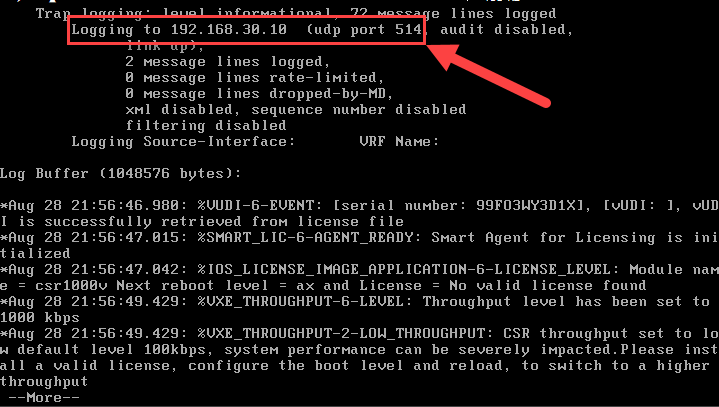 Trap logging: level informational, 72 message lines logged
Logging to 192.168.30.10 (udp port 514, audit disabled,
link up),
2 message lines logged,
0 message lines rate-limited,
0 message lines dropped-by-MD,
xml disabled, sequence number disabled
filtering disabled
Logging Source-Interface: VRF Name:
Log Buffer (1048576 bytes):
*Aug 28 21:56:46.980: %VUDI-6-EVENT: [serial number: 99FO3WY3D1X], [vUDI: ], vUD
I is successfully retrieved from license file
*Aug 28 21:56:47.015: %SMART_LIC-6-AGENT_READY: Smart Agent for Licensing is ini
tialized
*Aug 28 21:56:47.042: %IOS_LICENSE_IMAGE_APPLICATION-6-LICENSE_LEVEL: Module nam
e = csr1000v Next reboot level = ax and License = No valid license found
*Aug 28 21:56:49.429: %VXE_THROUGHPUT-6-LEVEL: Throughput level has been set to
1000 kbps
*Aug 28 21:56:49.429: %VXE_THROUGHPUT-2-LOW_THROUGHPUT: CSR throughput set to lo
w default level 100kbps, system performance can be severely impacted.Please inst
all a valid license, configure the boot level and reload, to switch to a higher
throughput
--More--